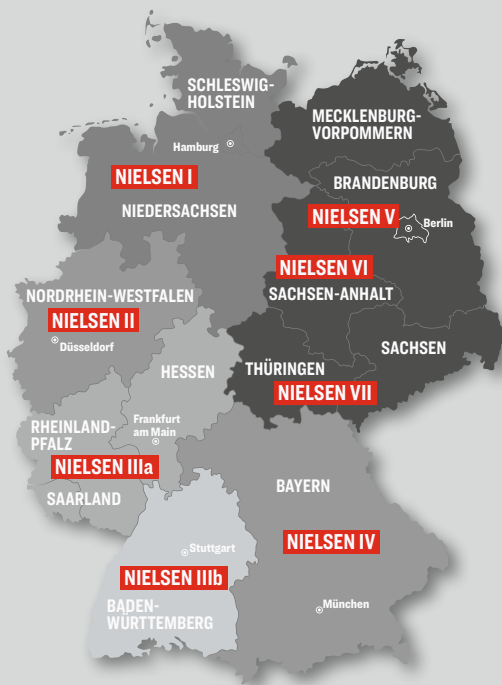 SCHLESWIG-
HOLSTEIN
MECKLENBURG-
VORPOMMERN
Hamburg
NIELSEN I
BRANDENBURG
NIEDERSACHSEN
NIELSEN V
Berlin
NIELSEN VI
SACHSEN-ANHALT
NORDRHEIN-WESTFALEN
NIELSEN II
Düsseldorf
SACHSEN
HESSEN
THÜRINGEN
NIELSEN VII
RHEINLAND-
PFALZ
Frankfurt
am Main
NIELSEN IIIa
SAARLAND
BAYERN
NIELSEN IV
Stuttgart
NIELSEN IIIb
BADEN-
WÜRTTEMBERG
München